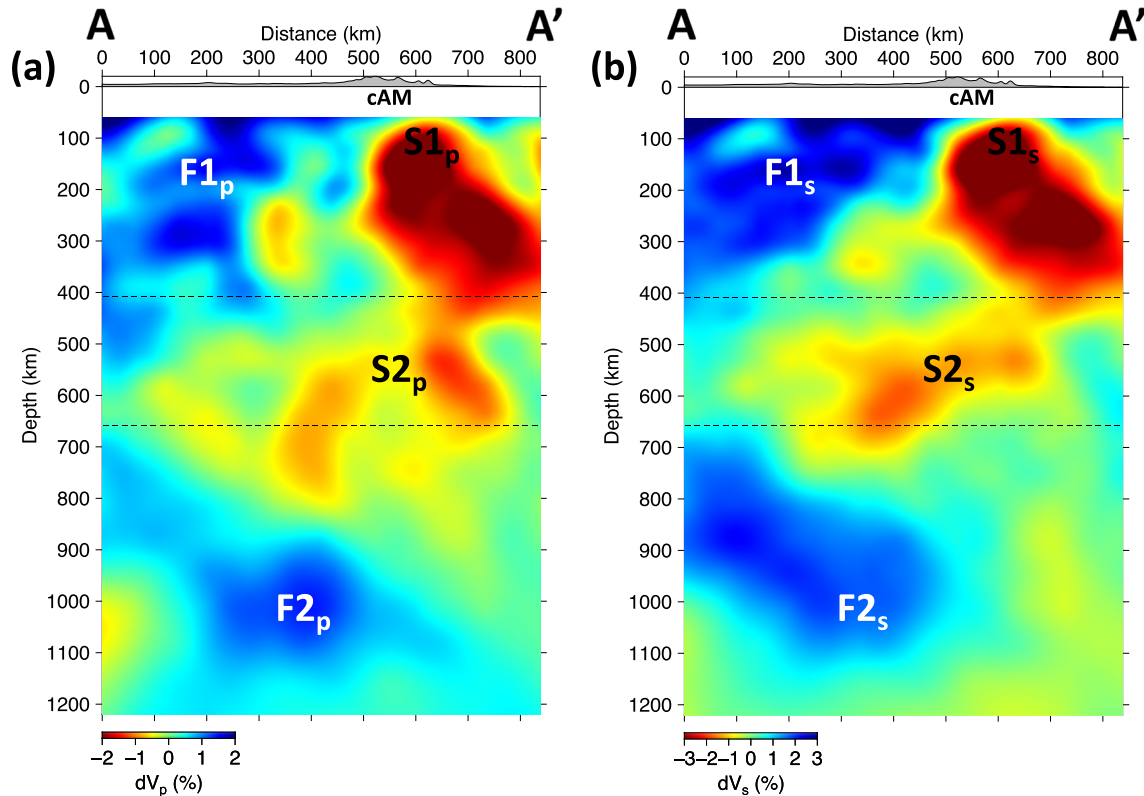 A A’ A A’
Distance (km) Distance (km)
(a) 0 100 200 300 400 500 600 700 800 (b) 0 100 200 300 400 500 600 700 800
0 cAM 0 cAM
100 S1p 100 S1s
F1p F1s
200 200
300 300
400 400
500 S2p 500 S2s
Depth (km) Depth (km)
600 600
700 700
800 800
900 900
1000 F2p 1000 F2s
1100 1100
1200 1200
−2 −1 0 1 2 −3 −2 −1 0 1 2 3
dVp (%) dVs (%)